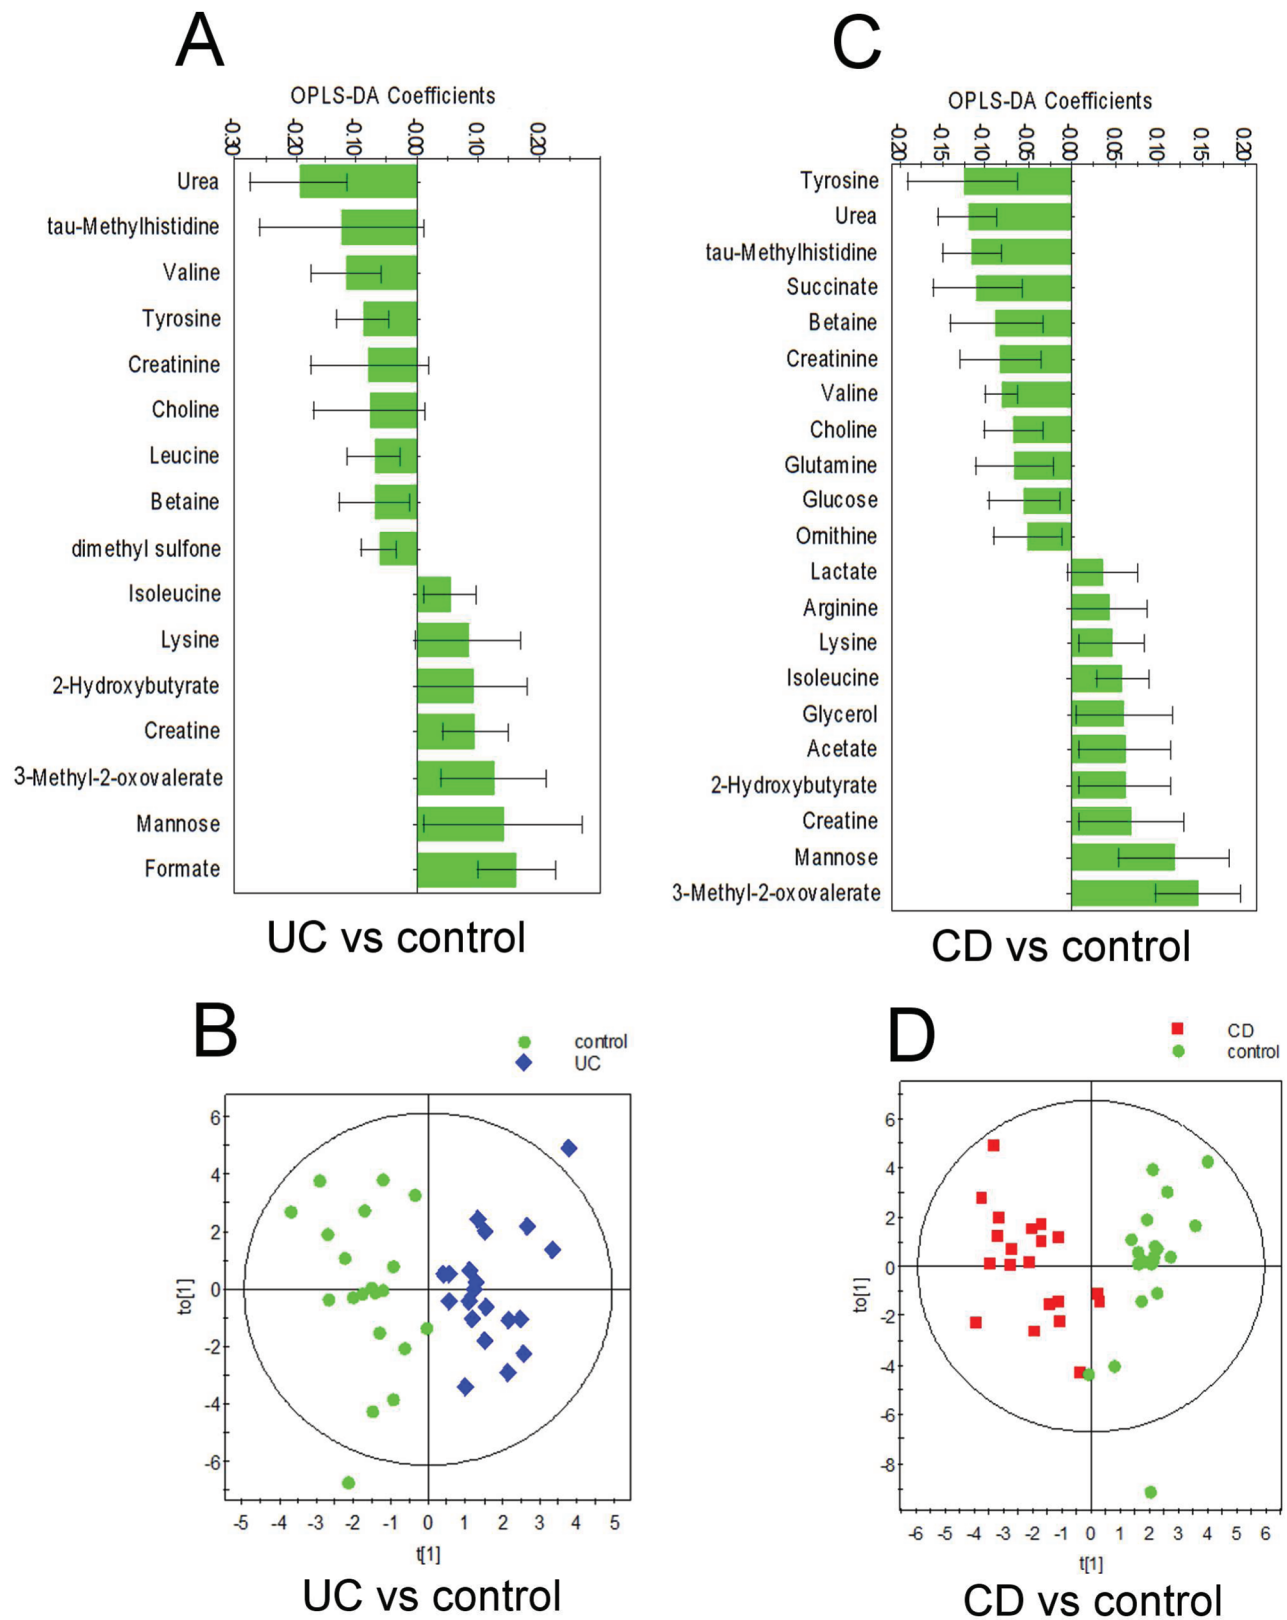 A
OPLS-DA Coefficients
-0.30 -0.20 -0.10 -0.00 0.10 0.20
Urea
tau-Methylhistidine
Valine
Tyrosine
Creatinine
Choline
Leucine
Betaine
dimethyl sulfone
Isoleucine
Lysine
2-Hydroxybutyrate
Creatine
3-Methyl-2-oxovalerate
Mannose
Formate
UC vs control
C
OPLS-DA Coefficients
-0.20 -0.15 -0.10 -0.05 -0.00 0.05 0.10 0.15 0.20
Tyrosine
Urea
tau-Methylhistidine
Succinate
Betaine
Creatinine
Valine
Choline
Glutamine
Glucose
Ornithine
Lactate
Arginine
Lysine
Isoleucine
Glycerol
Acetate
2-Hydroxybutyrate
Creatine
Mannose
3-Methyl-2-oxovalerate
CD vs control
B
control
UC
6
4
2
0
-2
-4
-6
to[1]
-5 -4 -3 -2 -1 0 1 2 3 4 5
t[1]
UC vs control
D
CD
control
6
4
2
0
-2
-4
-6
-8
to[1]
-6 -5 -4 -3 -2 -1 0 1 2 3 4 5 6
t[1]
CD vs control